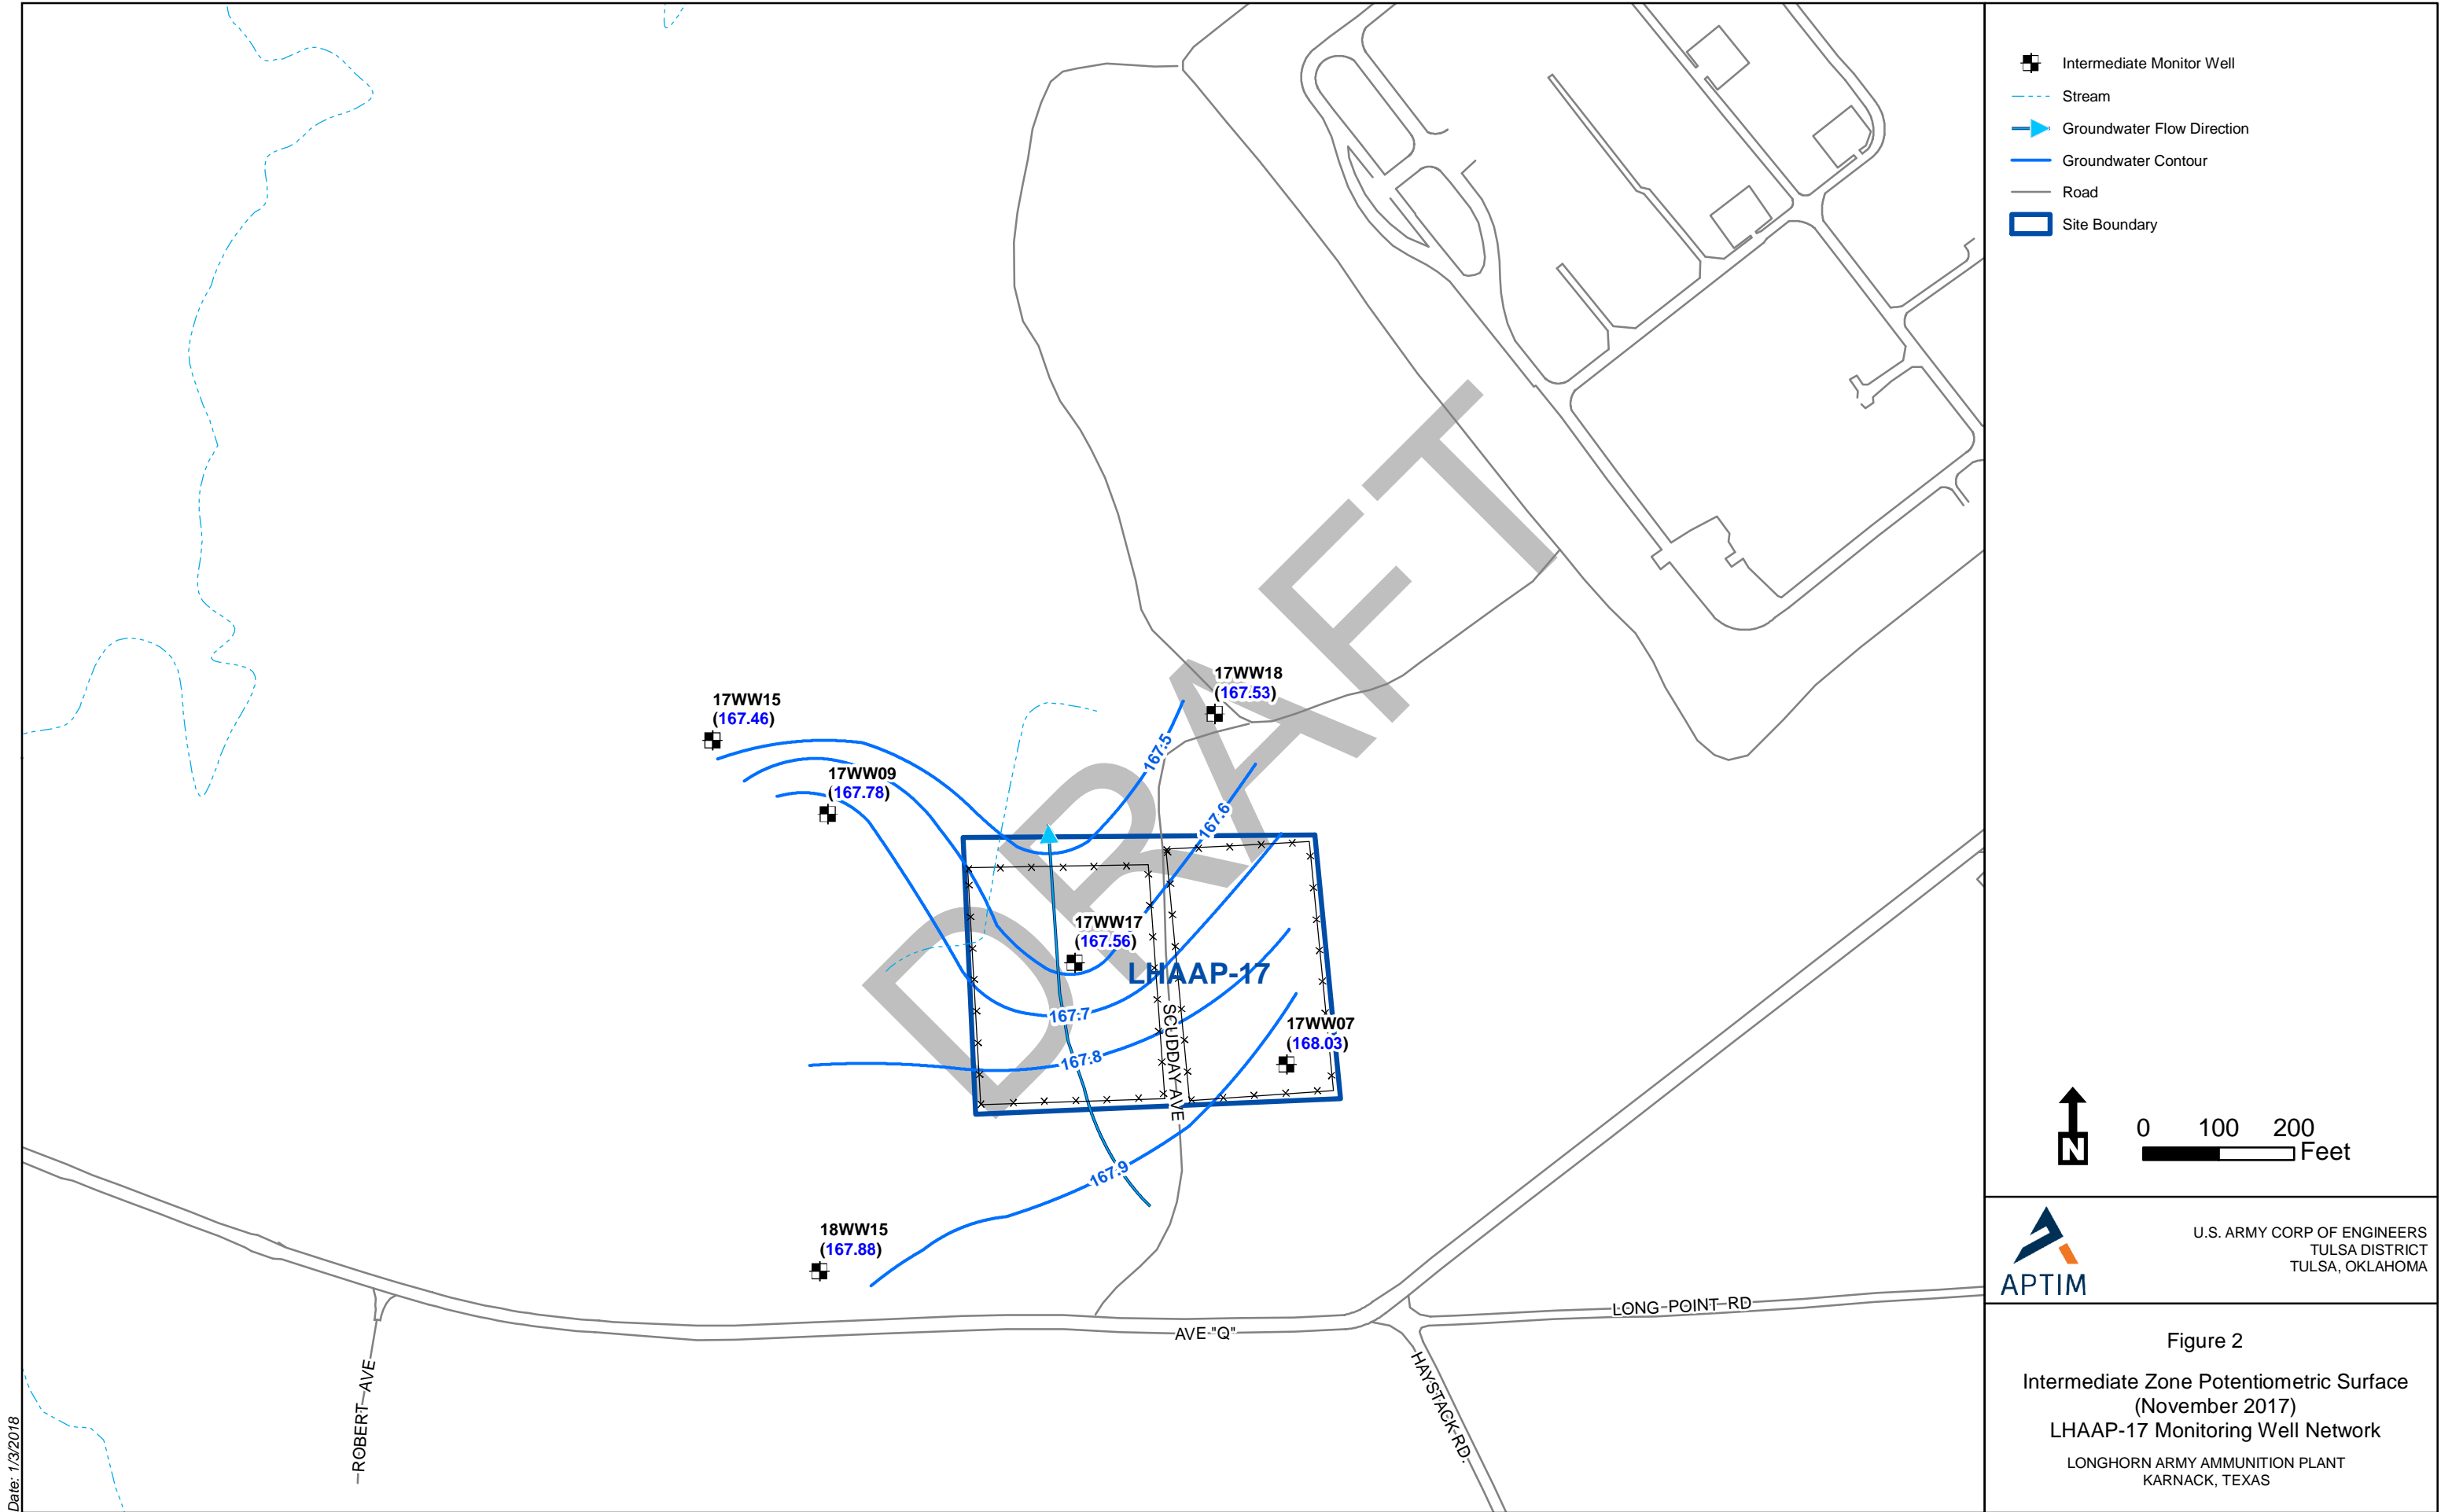 Intermediate Monitor Well
Stream
Groundwater Flow Direction
Groundwater Contour
Road
Site Boundary
17WW18
(167.53)
17WW15
(167.46)
167.5
17WW09
(167.78)
167.6
17WW17
(167.56)
LHAAP-17
167.7
SCUDDAY AVE
17WW07
(168.03)
167.8
167.9
18WW15
(167.88)
DRAFT
AVE "Q"
LONG POINT RD
ROBERT AVE
HAYSTACK RD.
N
0 100 200
Feet
APTIM
U.S. ARMY CORP OF ENGINEERS
TULSA DISTRICT
TULSA, OKLAHOMA
Figure 2
Intermediate Zone Potentiometric Surface
(November 2017)
LHAAP-17 Monitoring Well Network
LONGHORN ARMY AMMUNITION PLANT
KARNACK, TEXAS
Date: 1/3/2018